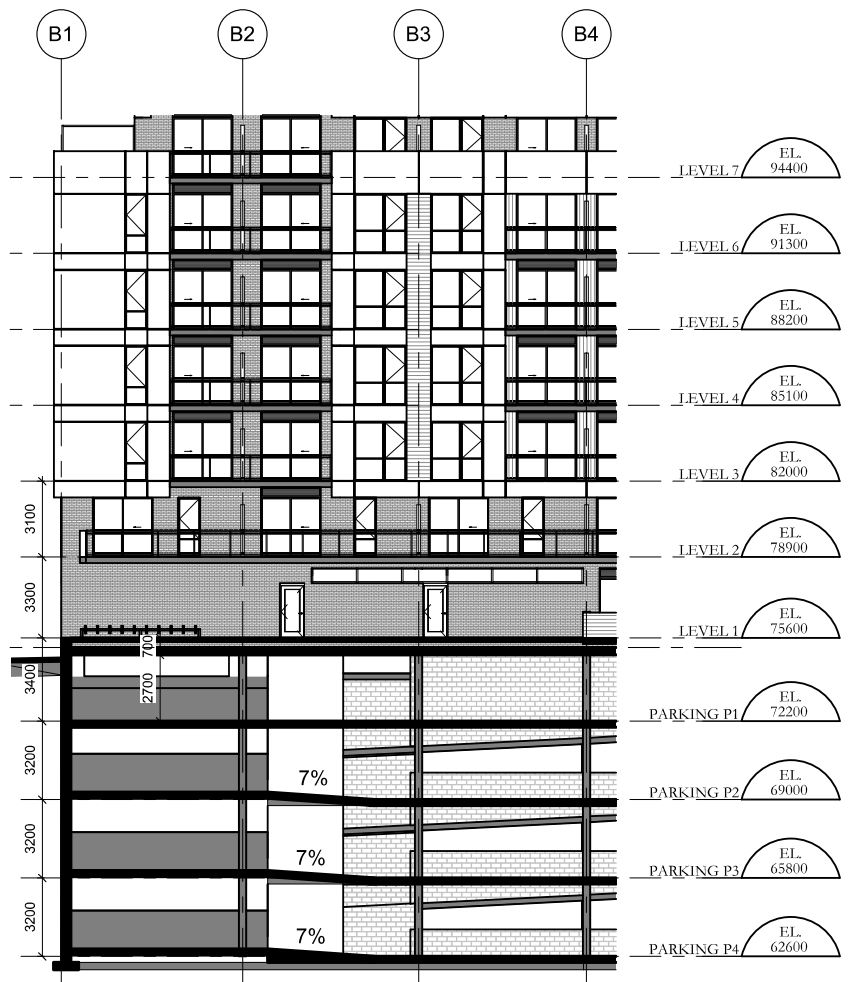 B1
B2
B3
B4
EL.
LEVEL 7
94400
EL.
LEVEL 6
91300
EL.
LEVEL 5
88200
EL.
LEVEL 4
85100
EL.
LEVEL 3
82000
3100
EL.
LEVEL 2
78900
3300
EL.
LEVEL 1
75600
700
3400
2700
EL.
PARKING P1
72200
3200
7%
EL.
PARKING P2
69000
3200
7%
EL.
PARKING P3
65800
3200
7%
EL.
PARKING P4
62600